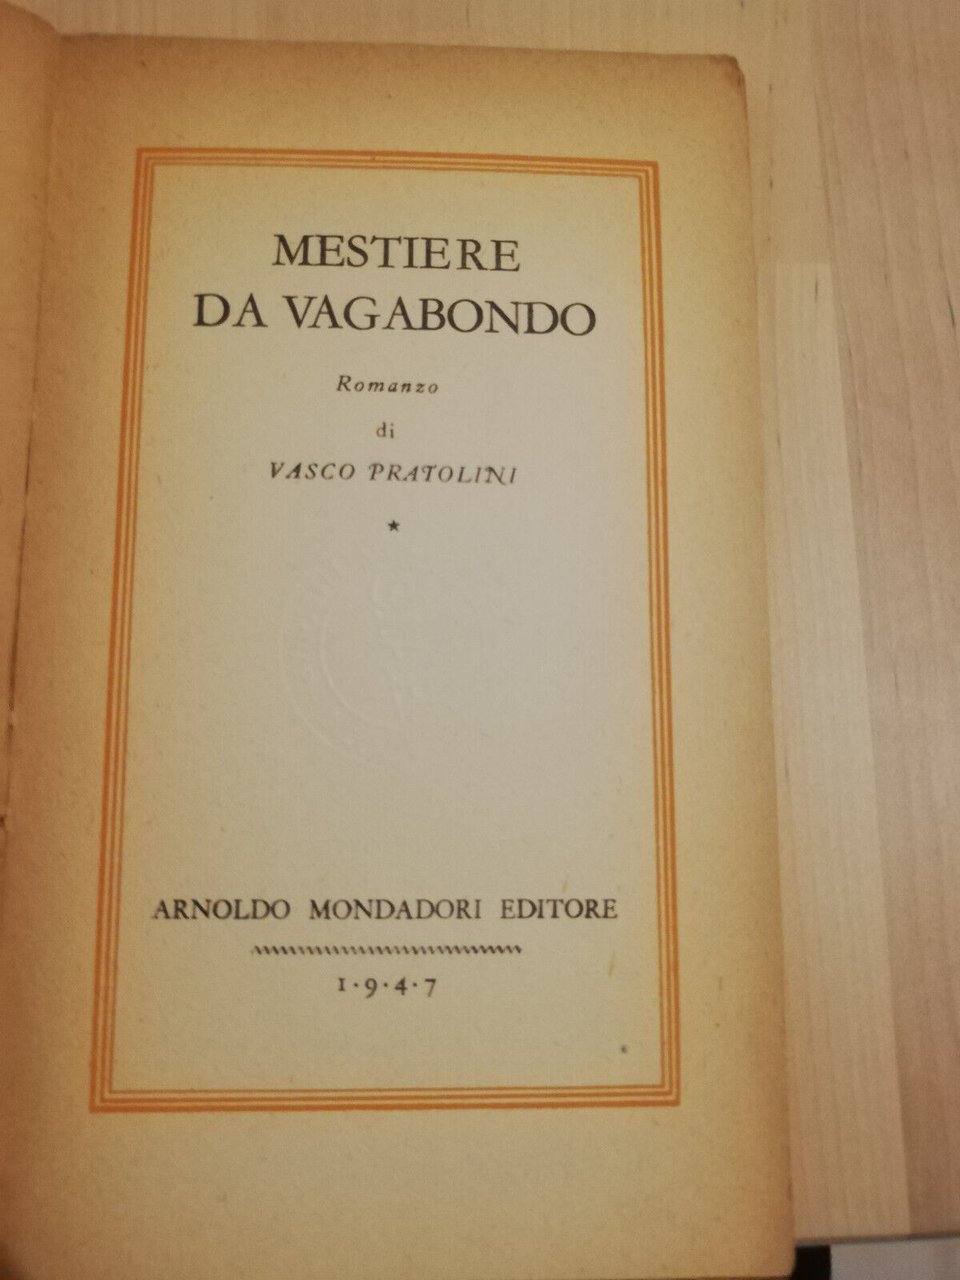 MESTIERE
DA VAGABONDO
Romanzo
di
VASCO PRATOLINI
★
ARNOLDO MONDADORI EDITORE
1·9·4·7